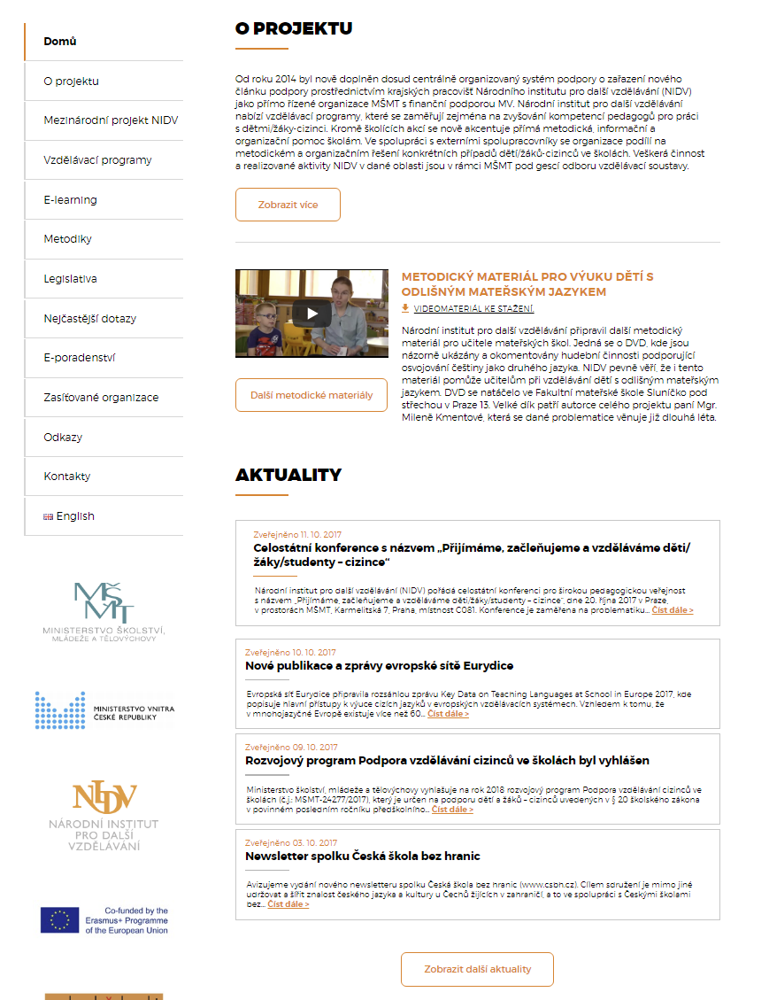 Domů
O projektu
Mezinárodní projekt NIDV
Vzdělávací programy
E-learning
Metodiky
Legislativa
Nejčastější dotazy
E-poradenství
Zasíťované organizace
Odkazy
Kontakty
English
MŠMT
MINISTERSTVO ŠKOLSTVÍ,
MLÁDEŽE A TĚLOVÝCHOVY
MINISTERSTVO VNITRA
ČESKÉ REPUBLIKY
NIDV
NÁRODNÍ INSTITUT
PRO DALŠÍ
VZDĚLÁVÁNÍ
Co-funded by the
Erasmus+ Programme
of the European Union
O PROJEKTU
Od roku 2014 byl nově doplněn dosud centrálně organizovaný systém podpory o zařazení nového
článku podpory prostřednictvím krajských pracovišť Národního institutu pro další vzdělávání (NIDV)
jako přímo řízené organizace MŠMT s finanční podporou MV. Národní institut pro další vzdělávání
nabízí vzdělávací programy, které se zaměřují zejména na zvyšování kompetencí pedagogů pro práci
s dětmi/žáky-cizinci. Kromě školících akcí se nově akcentuje přímá metodická, informační a
organizační pomoc školám. Ve spolupráci s externími spolupracovníky se organizace podílí na
metodickém a organizačním řešení konkrétních případů dětí/žáků-cizinců ve školách. Veškerá činnost
a realizované aktivity NIDV v dané oblasti jsou v rámci MŠMT pod gescí odboru vzdělávací soustavy.
Zobrazit více
METODICKÝ MATERIÁL PRO VÝUKU DĚTÍ S
ODLIŠNÝM MATEŘSKÝM JAZYKEM
VIDEOMATERIÁL KE STAŽENÍ.
Národní institut pro další vzdělávání připravil další metodický
materiál pro učitele mateřských škol. Jedná se o DVD, kde jsou
názorně ukázány a okomentovány hudební činnosti podporující
osvojování češtiny jako druhého jazyka. NIDV pevně věří, že i tento
materiál pomůže učitelům při vzdělávání dětí s odlišným mateřským
jazykem. DVD se natáčelo ve Fakultní mateřské škole Sluníčko pod
střechou v Praze 13. Velké dík patří autorce celého projektu paní Mgr.
Mileně Kmentové, která se dané problematice věnuje již dlouhá léta.
Další metodické materiály
AKTUALITY
Zveřejněno 11. 10. 2017
Celostátní konference s názvem „Přijímáme, začleňujeme a vzděláváme děti/
žáky/studenty – cizince“
Národní institut pro další vzdělávání (NIDV) pořádá celostátní konferenci pro širokou pedagogickou veřejnost
s názvem „Přijímáme, začleňujeme a vzděláváme děti/žáky/studenty – cizince“, dne 20. října 2017 v Praze,
v prostorách MŠMT, Karmelitská 7, Praha, místnost C081. Konference je zaměřena na problematiku... Číst dále >
Zveřejněno 10. 10. 2017
Nové publikace a zprávy evropské sítě Eurydice
Evropská síť Eurydice připravila rozsáhlou zprávu Key Data on Teaching Languages at School in Europe 2017, kde
popisuje hlavní přístupy k výuce cizích jazyků v evropských vzdělávacích systémech. Vzhledem k tomu, že
v mnohojazyčné Evropě existuje více než 60... Číst dále >
Zveřejněno 09. 10. 2017
Rozvojový program Podpora vzdělávání cizinců ve školách byl vyhlášen
Ministerstvo školství, mládeže a tělovýchovy vyhlašuje na rok 2018 rozvojový program Podpora vzdělávání cizinců ve
školách (č.j.: MSMT-24277/2017), který je určen na podporu dětí a žáků – cizinců uvedených v § 20 školského zákona
v povinném posledním ročníku předškolního... Číst dále >
Zveřejněno 03. 10. 2017
Newsletter spolku Česká škola bez hranic
Avizujeme vydání nového newsletteru spolku Česká škola bez hranic (www.csbh.cz). Cílem sdružení je mimo jiné
udržovat a šířit znalost českého jazyka a kultury u Čechů žijících v zahraničí, a to ve spolupráci s Českými školami
bez... Číst dále >
Zobrazit další aktuality